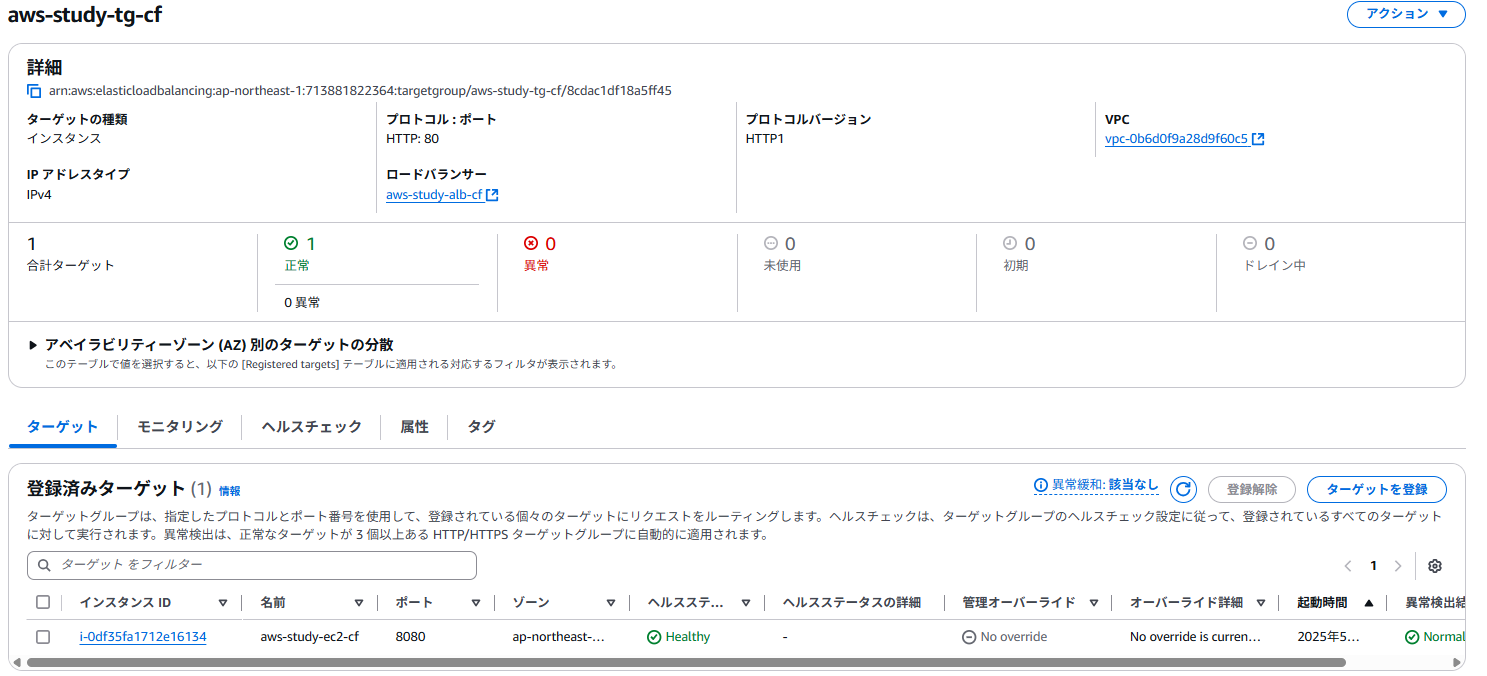 aws-study-tg-cf
アクション
詳細
arn:aws:elasticloadbalancing:ap-northeast-1:713881822364:targetgroup/aws-study-tg-cf/8cdac1df18a5ff45
ターゲットの種類
インスタンス
プロトコル : ポート
HTTP: 80
プロトコルバージョン
HTTP1
VPC
vpc-0b6d0f9a28d9f60c5
IP アドレスタイプ
IPv4
ロードバランサー
aws-study-alb-cf
1
合計ターゲット
1
正常
0 異常
0
異常
0
未使用
0
初期
0
ドレイン中
アベイラビリティーゾーン (AZ) 別のターゲットの分散
このテーブルで値を選択すると、以下の [Registered targets] テーブルに適用される対応するフィルタが表示されます。
ターゲット モニタリング ヘルスチェック 属性 タグ
登録済みターゲット (1) 情報
異常緩和: 該当なし
登録解除
ターゲットを登録
ターゲットグループは、指定したプロトコルとポート番号を使用して、登録されている個々のターゲットにリクエストをルーティングします。ヘルスチェックは、ターゲットグループのヘルスチェック設定に従って、登録されているすべてのターゲット
に対して実行されます。異常検出は、正常なターゲットが 3 個以上ある HTTP/HTTPS ターゲットグループに自動的に適用されます。
ターゲット をフィルター
1
インスタンス ID 名前 ポート ゾーン ヘルスステ... ヘルスステータスの詳細 管理オーバーライド オーバーライド詳細 起動時間 異常検出結
i-0df35fa1712e16134 aws-study-ec2-cf 8080 ap-northeast-... Healthy - No override No override is curren... 2025年5... Normal